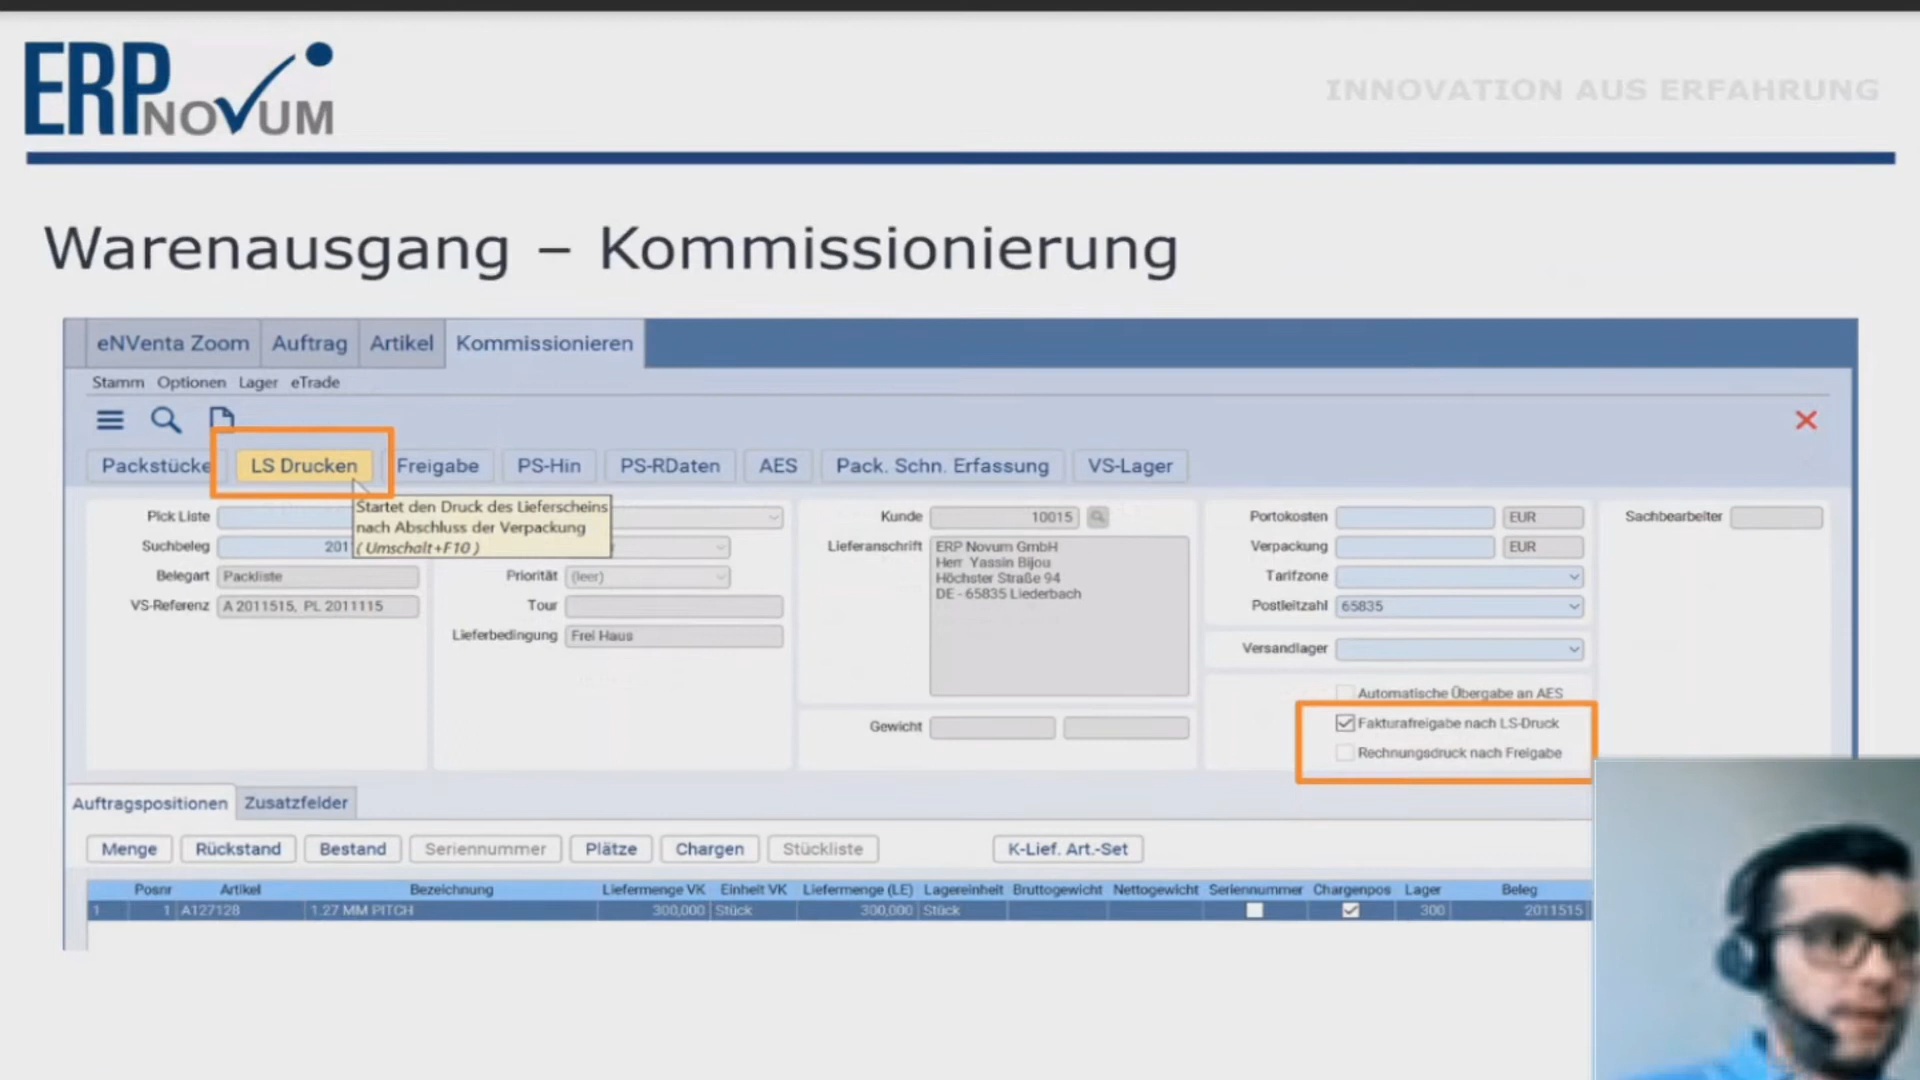 ERP NOVUM
INNOVATION AUS ERFAHRUNG
Warenausgang – Kommissionierung
eNVenta Zoom Auftrag Artikel Kommissionieren
Stamm Optionen Lager eTrade
Packstücke LS Drucken Freigabe PS-Hin PS-RDaten AES Pack. Schn. Erfassung VS-Lager
Startet den Druck des Lieferscheins
nach Abschluss der Verpackung
( Umschalt+F10 )
Pick Liste
Suchbeleg 201
Belegart Packliste
VS-Referenz A 2011515, PL 2011115
Priorität (leer)
Tour
Lieferbedingung Frei Haus
Kunde 10015
Lieferanschrift ERP Novum GmbH
Herr Yassin Bijou
Höchster Straße 94
DE - 65835 Liederbach
Gewicht
Portokosten EUR
Verpackung EUR
Tarifzone
Postleitzahl 65835
Versandlager
Automatische Übergabe an AES
Fakturafreigabe nach LS-Druck
Rechnungsdruck nach Freigabe
Sachbearbeiter
Auftragspositionen Zusatzfelder
Menge Rückstand Bestand Seriennummer Plätze Chargen Stückliste K-Lief. Art.-Set
Posnr Artikel Bezeichnung Liefermenge VK Einheit VK Liefermenge (LE) Lagereinheit Bruttogewicht Nettogewicht Seriennummer Chargenpos Lager Beleg
1 1 A127128 1.27 MM PITCH 300,000 Stück 300,000 Stück 300 2011515